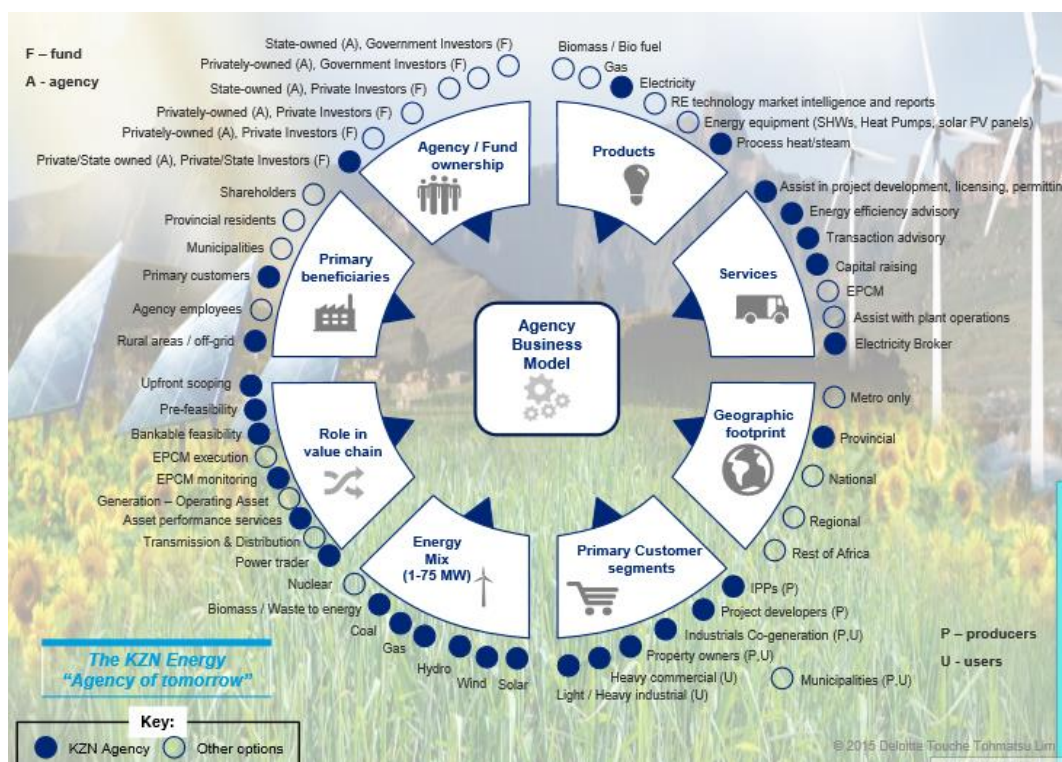 F – fund
A - agency
State-owned (A), Government Investors (F)
Privately-owned (A), Government Investors (F)
State-owned (A), Private Investors (F)
Privately-owned (A), Private Investors (F)
Privately-owned (A), Private Investors (F)
Private/State owned (A), Private/State Investors (F)
Agency / Fund
ownership
Biomass / Bio fuel
Gas
Electricity
RE technology market intelligence and reports
Energy equipment (SHWs, Heat Pumps, solar PV panels)
Process heat/steam
Products
Shareholders
Provincial residents
Municipalities
Primary customers
Agency employees
Rural areas / off-grid
Primary
beneficiaries
Assist in project development, licensing, permittin
Energy efficiency advisory
Transaction advisory
Capital raising
EPCM
Assist with plant operations
Electricity Broker
Services
Agency
Business
Model
Upfront scoping
Pre-feasibility
Bankable feasibility
EPCM execution
EPCM monitoring
Generation – Operating Asset
Asset performance services
Transmission & Distribution
Power trader
Role in
value chain
Metro only
Provincial
National
Regional
Rest of Africa
Geographic
footprint
Nuclear
Biomass / Waste to energy
Coal
Gas
Hydro
Wind
Solar
Energy
Mix
(1-75 MW)
Primary Customer
segments
IPPs (P)
Project developers (P)
Industrials Co-generation (P,U)
Property owners (P,U)
Heavy commercial (U)
Light / Heavy industrial (U)
Municipalities (P,U)
P – producers
U - users
The KZN Energy
"Agency of tomorrow"
Key:
KZN Agency
Other options
© 2015 Deloitte Touche Tohmatsu Lim